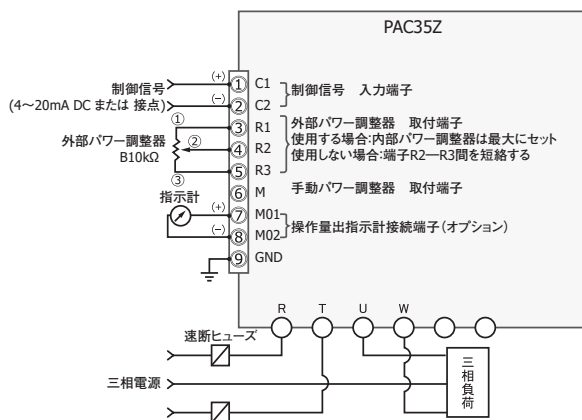 PAC35Z
制御信号
(4～20mA DC または 接点)
(+)
① C1
(−)
② C2
制御信号 入力端子
外部パワー調整器
B10kΩ
①
②
③
③ R1
④ R2
⑤ R3
外部パワー調整器 取付端子
使用する場合:内部パワー調整器は最大にセット
使用しない場合:端子R2―R3間を短絡する
⑥ M
手動パワー調整器 取付端子
指示計
(+)
⑦ M01
(−)
⑧ M02
操作量出指示計接続端子(オプション)
⑨ GND
R T U W
速断ヒューズ
三相電源
三相負荷